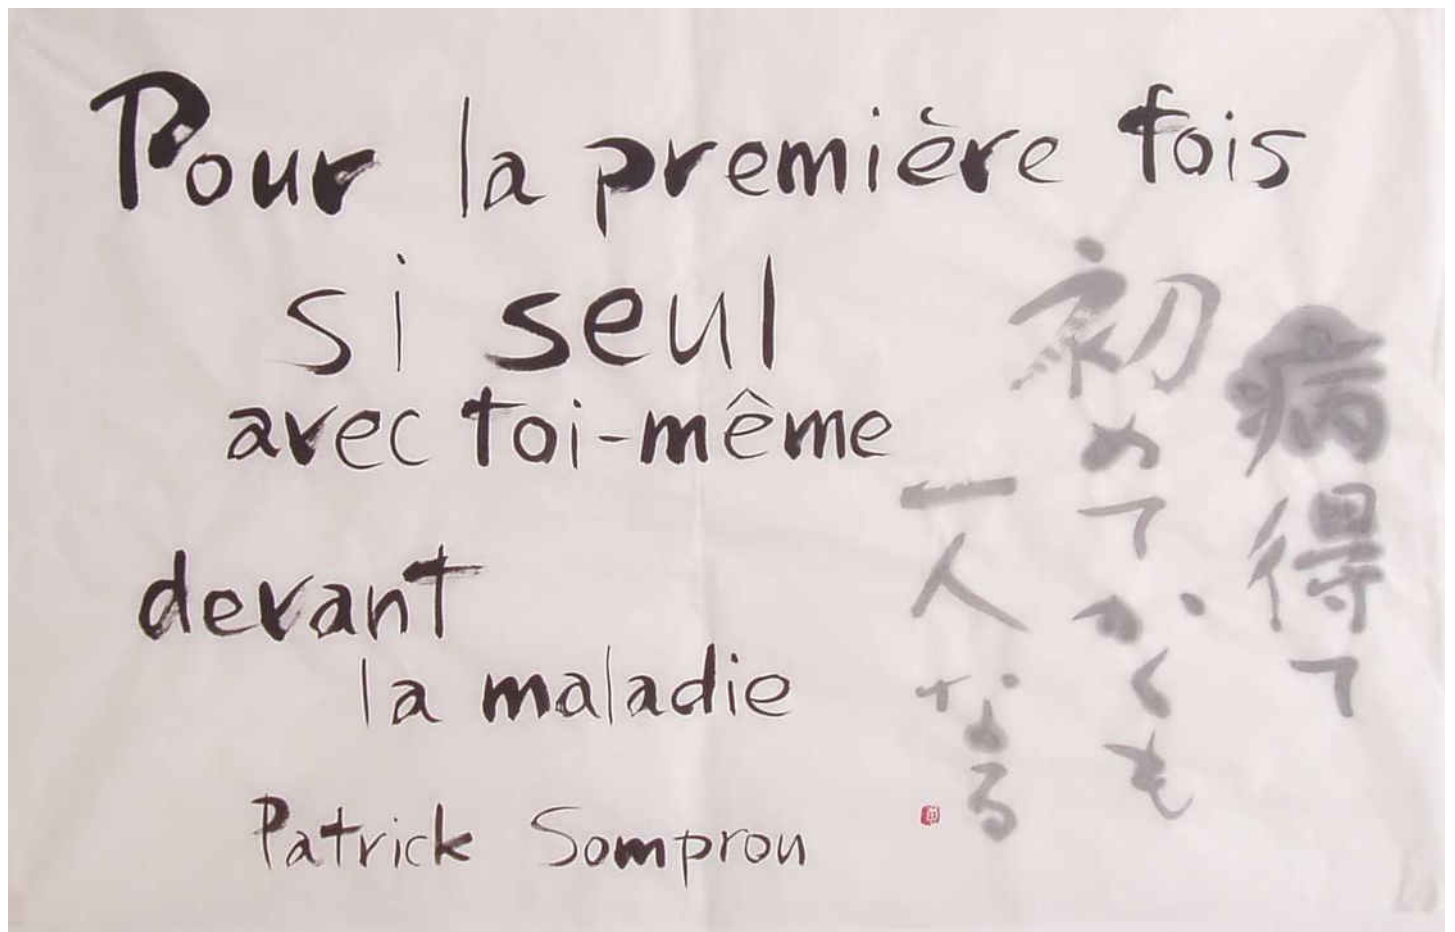 Pour la première fois
si seul
avec toi-même
devant
la maladie
Patrick Somprou
病得て
初めてかくも
一人なる